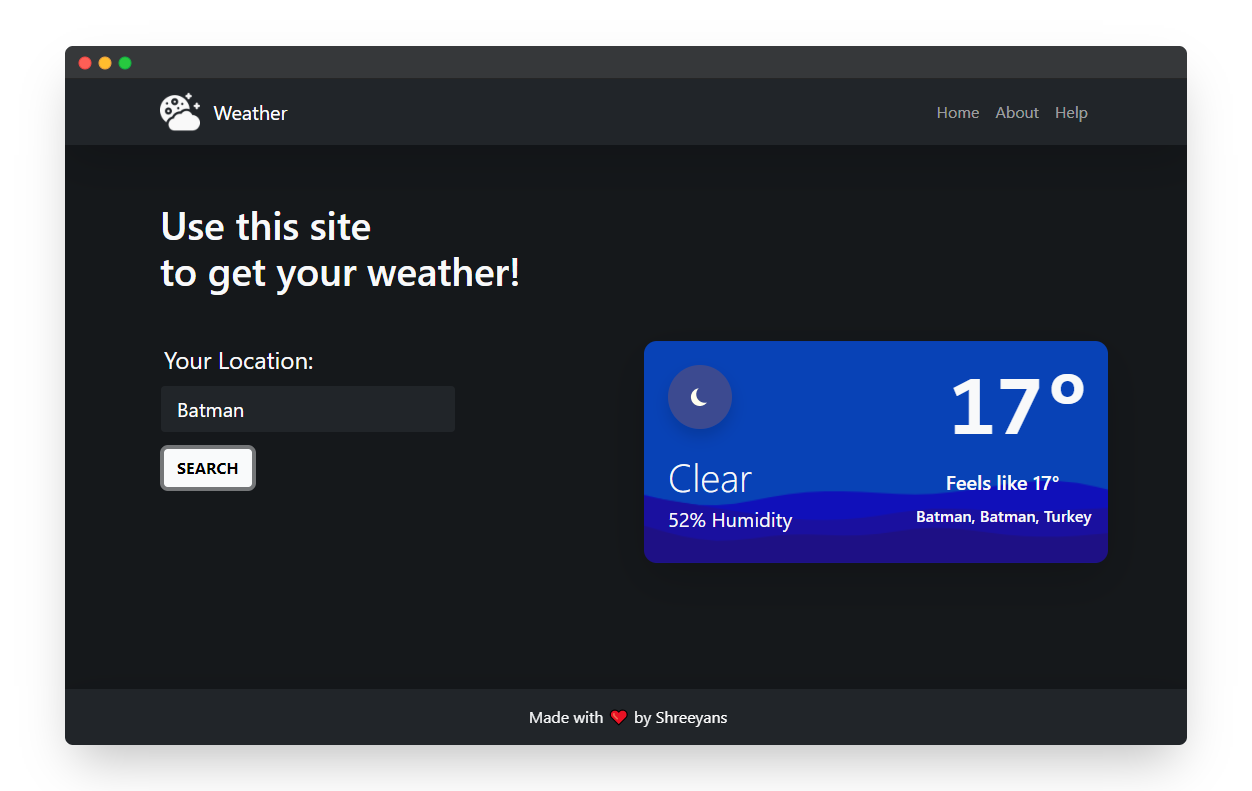 Weather
Home About Help
Use this site
to get your weather!
Your Location:
Batman
SEARCH
17°
Clear
Feels like 17°
52% Humidity
Batman, Batman, Turkey
Made with ❤️ by Shreeyans